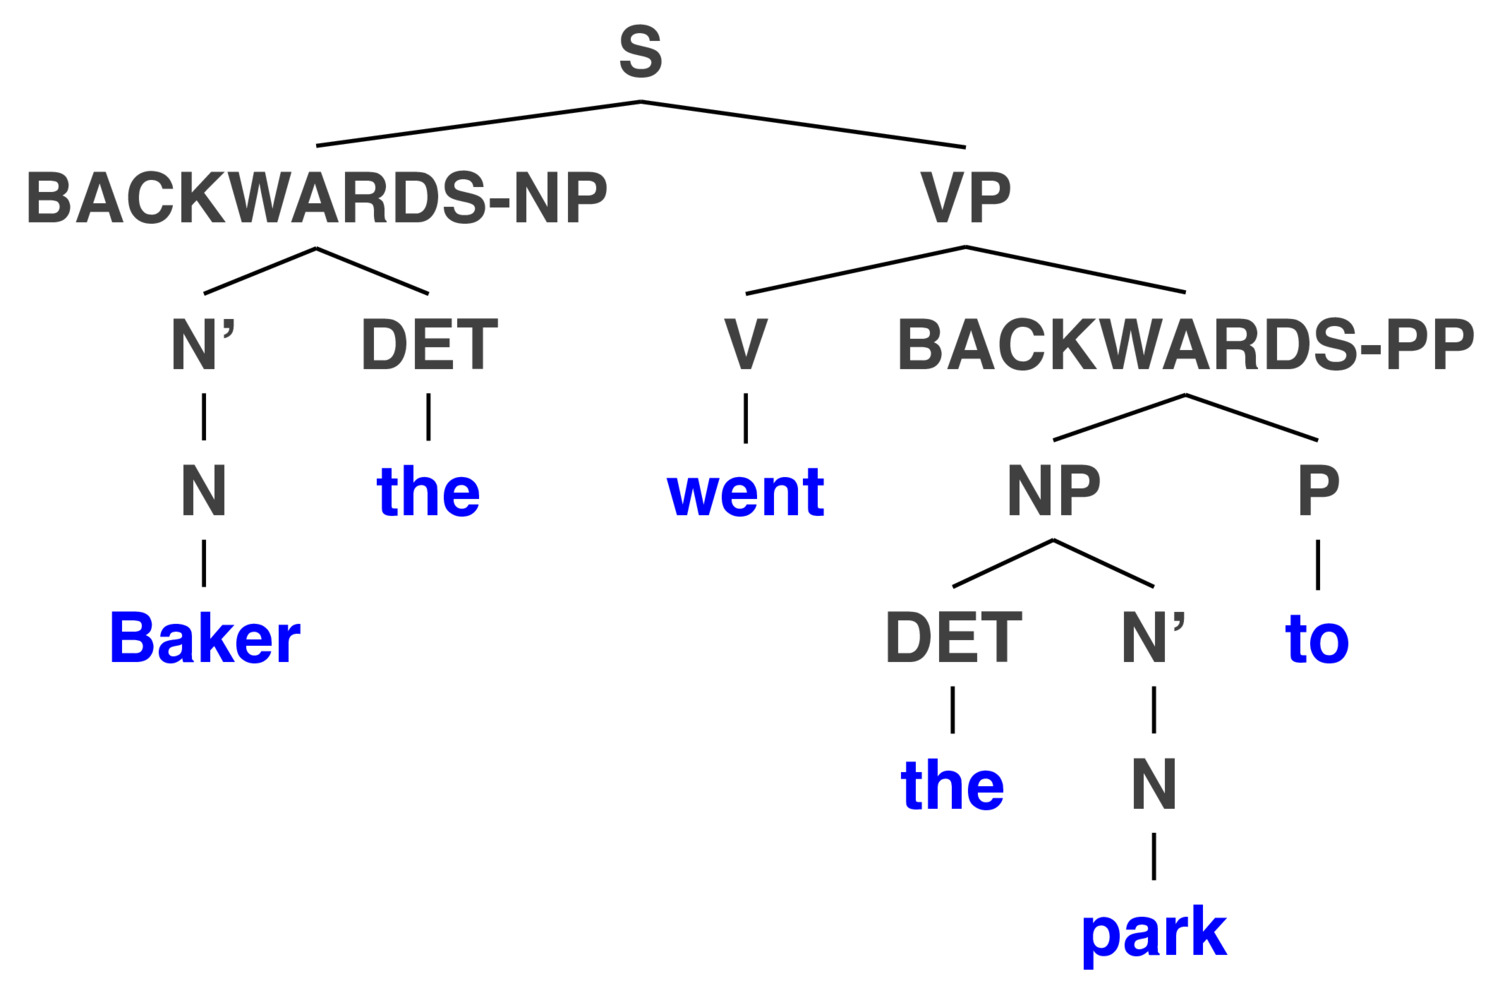 S
BACKWARDS-NP VP
N’ DET V BACKWARDS-PP
N the went NP P
Baker DET N’ to
the N
park